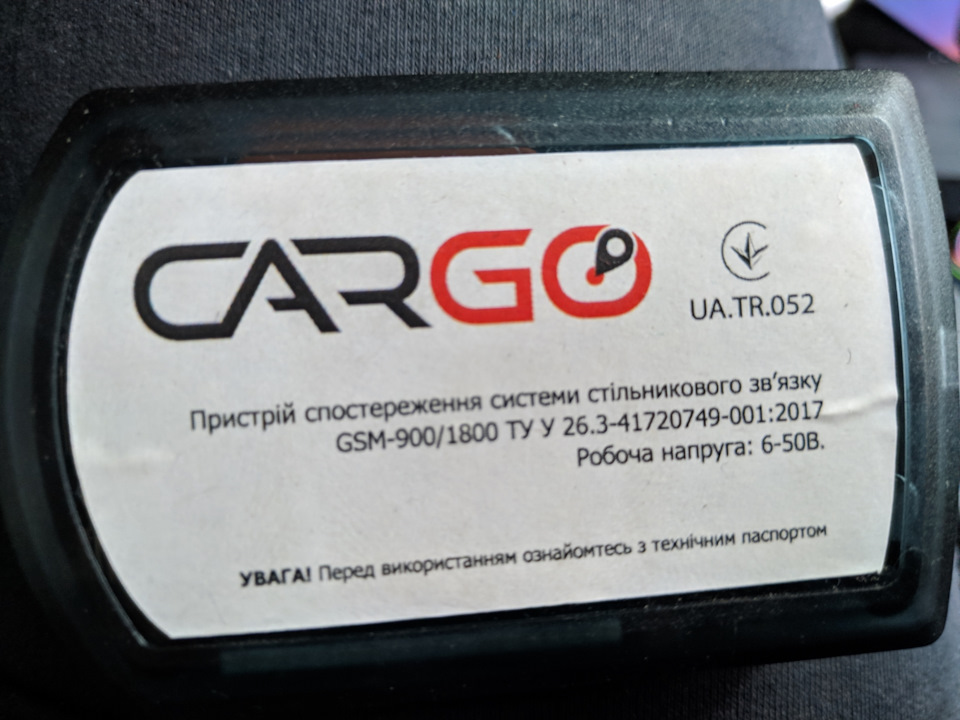 CARGO
UA.TR.052
Пристрій спостереження системи стільникового зв'язку
GSM-900/1800 ТУ У 26.3-41720749-001:2017
Робоча напруга: 6-50В.
УВАГА! Перед використанням ознайомтесь з технічним паспортом